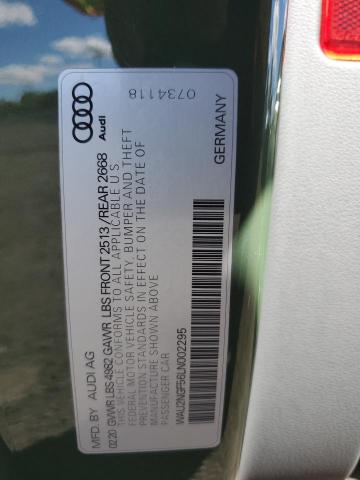 MFD. BY AUDI AG
02.20 GVWR LBS 4982 GAWR LBS FRONT 2513 / REAR 2668
THIS VEHICLE CONFORMS TO ALL APPLICABLE U S
FEDERAL MOTOR VEHICLE SAFETY, BUMPER AND THEFT
PREVENTION STANDARDS IN EFFECT ON THE DATE OF
MANUFACTURE SHOWN ABOVE.
PASSENGER CAR
WAU2NGF56LN002295
GERMANY
Audi
0734118